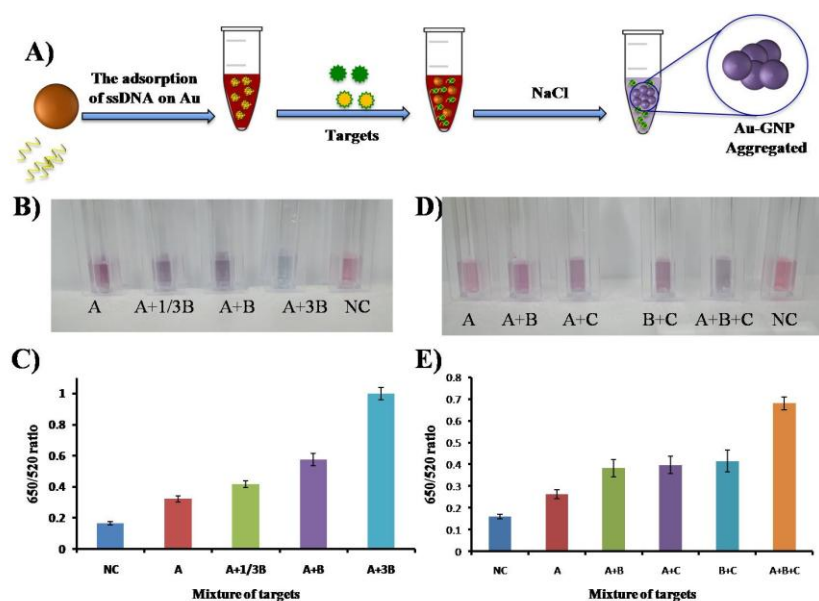 A)
The adsorption
of ssDNA on Au
Targets
NaCl
Au-GNP
Aggregated
B)
A A+1/3B A+B A+3B NC
D)
A A+B A+C B+C A+B+C NC
C)
650/520 ratio
1
0.8
0.6
0.4
0.2
0
NC A A+1/3B A+B A+3B
Mixture of targets
E)
650/520 ratio
0.8
0.7
0.6
0.5
0.4
0.3
0.2
0.1
0
NC A A+B A+C B+C A+B+C
Mixture of targets